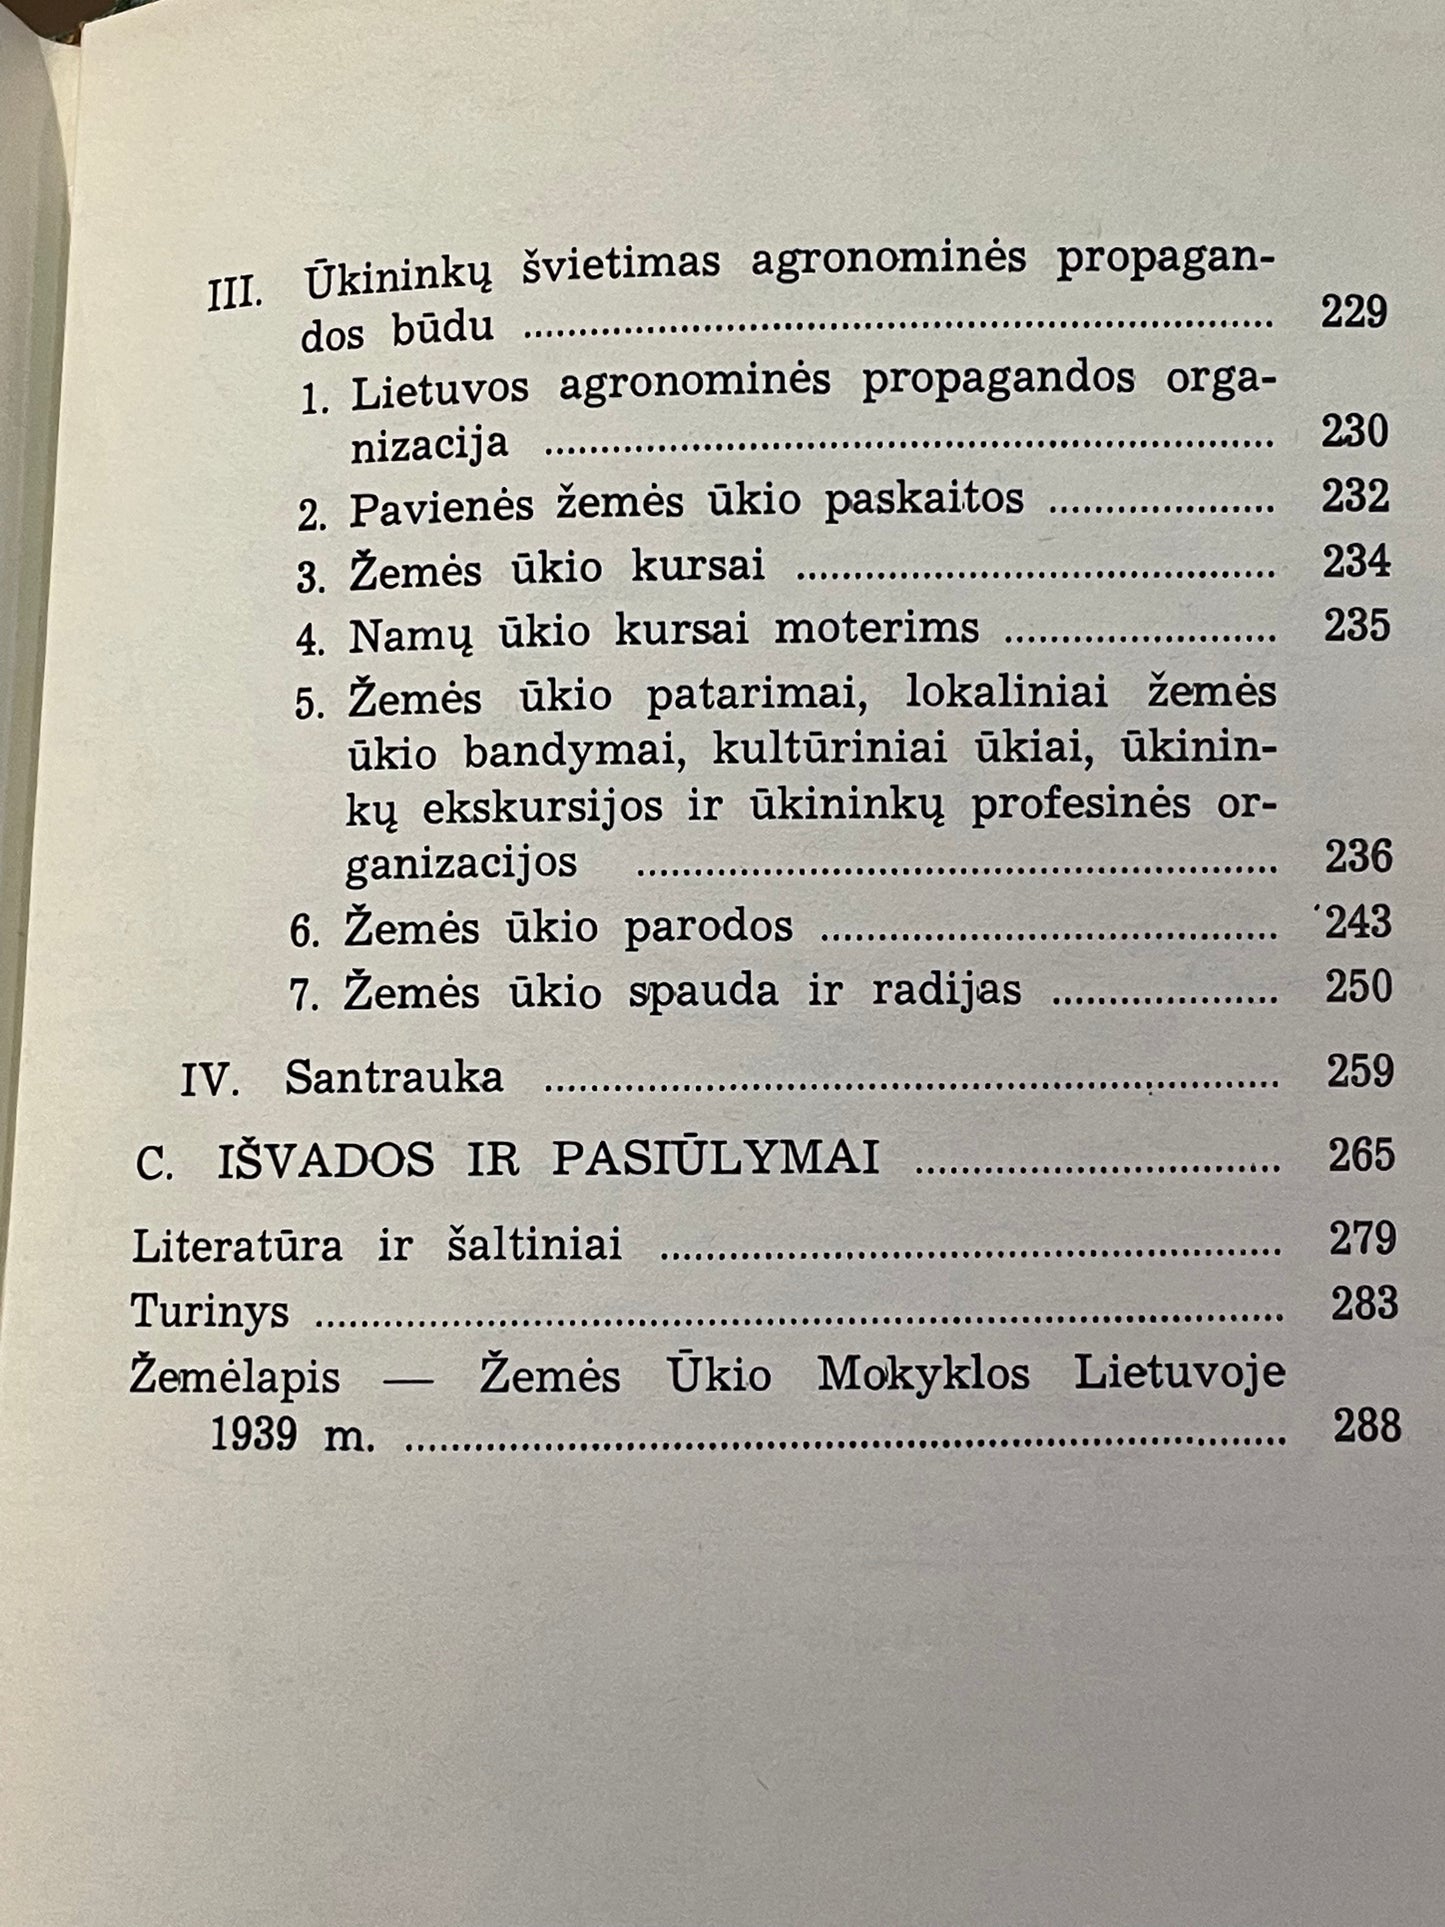 III. Ūkininkų švietimas agronominės propagan-
dos būdu ........ 229
1. Lietuvos agronominės propagandos orga-
nizacija ........ 230
2. Pavienės žemės ūkio paskaitos ........ 232
3. Žemės ūkio kursai ........ 234
4. Namų ūkio kursai moterims ........ 235
5. Žemės ūkio patarimai, lokaliniai žemės
ūkio bandymai, kultūriniai ūkiai, ūkinin-
kų ekskursijos ir ūkininkų profesinės or-
ganizacijos ........ 236
6. Žemės ūkio parodos ........ 243
7. Žemės ūkio spauda ir radijas ........ 250
IV. Santrauka ........ 259
C. IŠVADOS IR PASIŪLYMAI ........ 265
Literatūra ir šaltiniai ........ 279
Turinys ........ 283
Žemėlapis — Žemės Ūkio Mokyklos Lietuvoje
1939 m. ........ 288